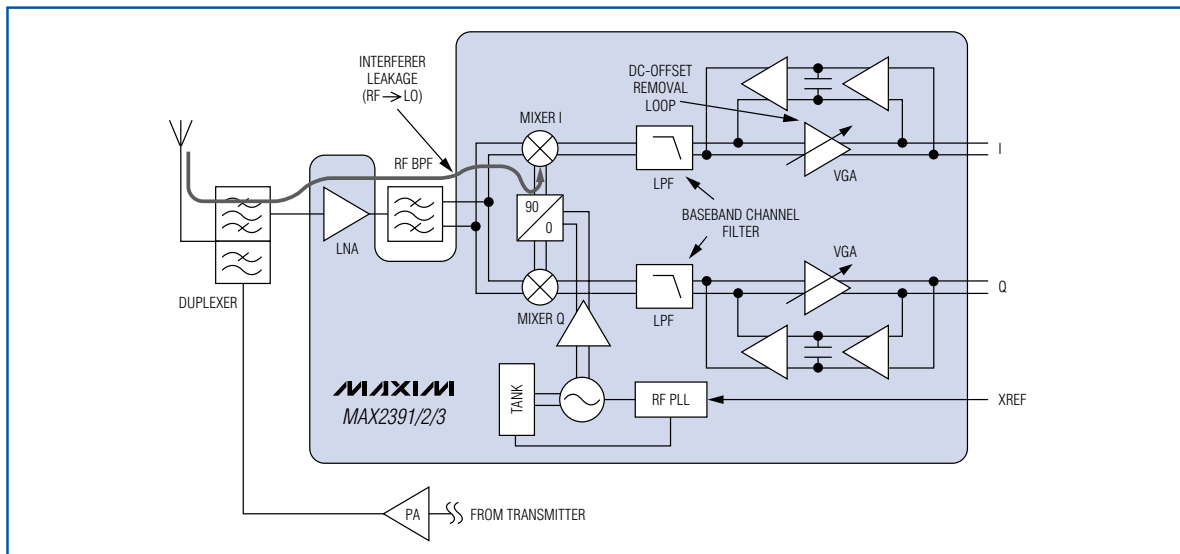 INTERFERER
LEAKAGE
(RF → LO)
DC-OFFSET
REMOVAL
LOOP
MIXER I
RF BPF
I
LPF
VGA
90
0
BASEBAND CHANNEL
FILTER
LNA
VGA
Q
DUPLEXER
MIXER Q
LPF
MAXIM
MAX2391/2/3
TANK
RF PLL
XREF
PA
FROM TRANSMITTER